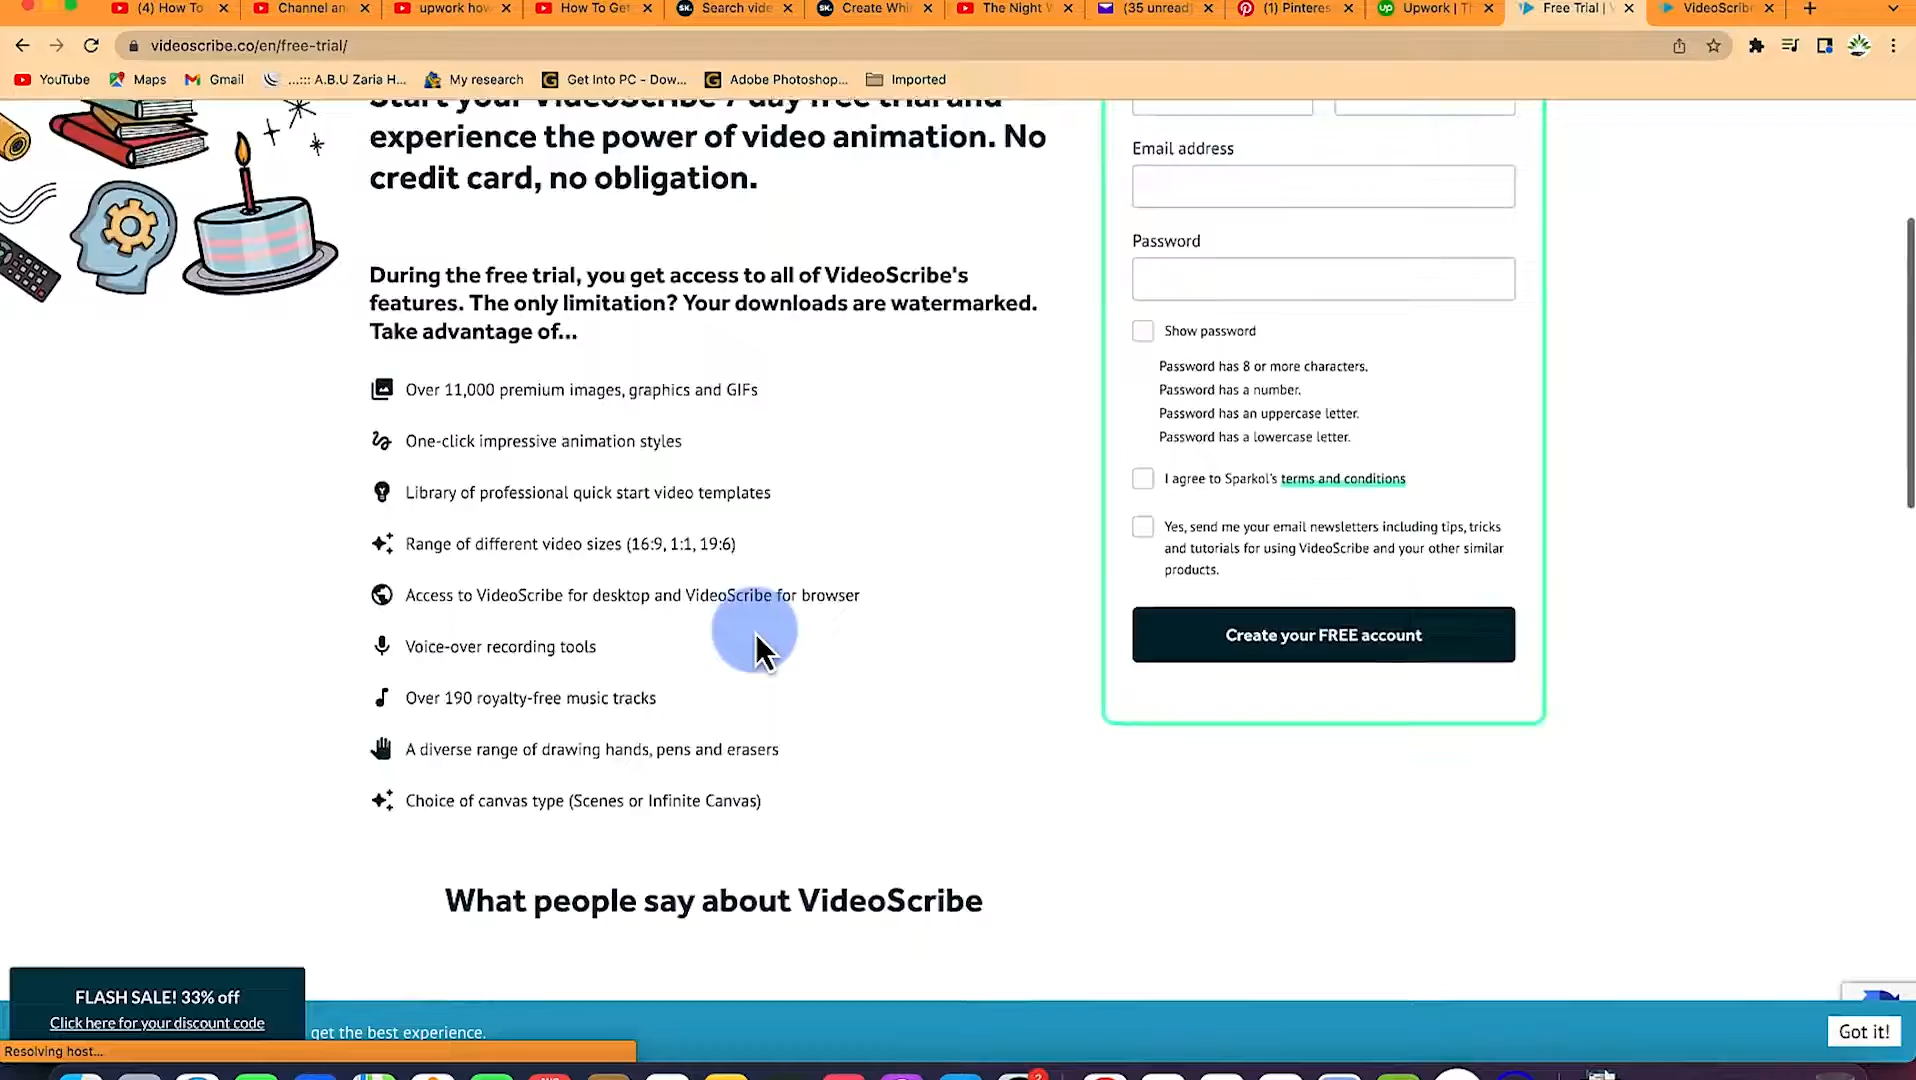 (4) How To
Channel an
upwork how
How To Get
Search vide
Create Whi
The Night
(35 unread)
(1) Pinteres
Upwork | T
Free Trial |
VideoScribe
videoscribe.co/en/free-trial/
YouTube
Maps
Gmail
...::: A.B.U Zaria H...
My research
Get Into PC - Dow...
Adobe Photoshop...
Imported
Start your VideoScribe 7 day free trial and
experience the power of video animation. No
credit card, no obligation.
During the free trial, you get access to all of VideoScribe's
features. The only limitation? Your downloads are watermarked.
Take advantage of...
Over 11,000 premium images, graphics and GIFs
One-click impressive animation styles
Library of professional quick start video templates
Range of different video sizes (16:9, 1:1, 19:6)
Access to VideoScribe for desktop and VideoScribe for browser
Voice-over recording tools
Over 190 royalty-free music tracks
A diverse range of drawing hands, pens and erasers
Choice of canvas type (Scenes or Infinite Canvas)
Email address
Password
Show password
Password has 8 or more characters.
Password has a number.
Password has an uppercase letter.
Password has a lowercase letter.
I agree to Sparkol's terms and conditions
Yes, send me your email newsletters including tips, tricks
and tutorials for using VideoScribe and your other similar
products.
Create your FREE account
What people say about VideoScribe
FLASH SALE! 33% off
Click here for your discount code
get the best experience.
Got it!
Resolving host...
2